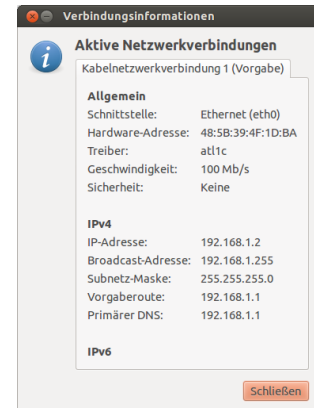 Verbindungsinformationen
Aktive Netzwerkverbindungen
Kabelnetzwerkverbindung 1 (Vorgabe)
Allgemein
Schnittstelle: Ethernet (eth0)
Hardware-Adresse: 48:5B:39:4F:1D:BA
Treiber: atl1c
Geschwindigkeit: 100 Mb/s
Sicherheit: Keine
IPv4
IP-Adresse: 192.168.1.2
Broadcast-Adresse: 192.168.1.255
Subnetz-Maske: 255.255.255.0
Vorgaberoute: 192.168.1.1
Primärer DNS: 192.168.1.1
IPv6
Schließen